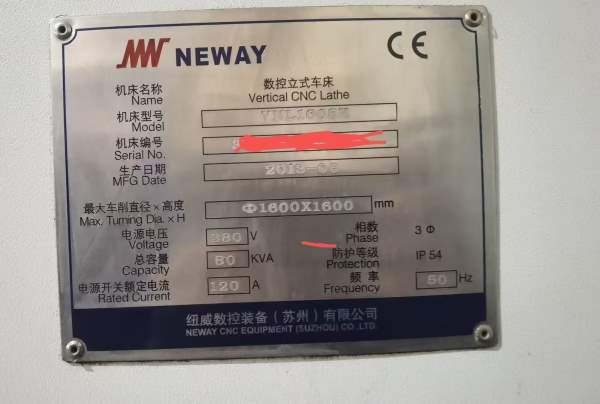 NEWAY CE
机床名称 数控立式车床
Name Vertical CNC Lathe
机床型号
Model
机床编号
Serial No.
生产日期
MFG Date
最大车削直径×高度 Φ1600X1600 mm
Max. Turning Dia.×H
电源电压 380 V 相数 3 Φ
Voltage Phase
总容量 80 KVA 防护等级 IP 54
Capacity Protection
电源开关额定电流 120 A 频率 50 Hz
Rated Current Frequency
纽威数控装备(苏州)有限公司
NEWAY CNC EQUIPMENT (SUZHOU) CO.,LTD.